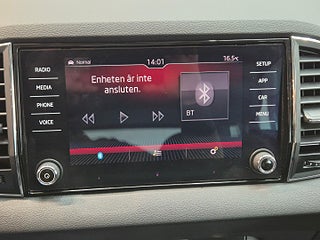 Normal 14:01 16.5°C
RADIO
MEDIA
PHONE
VOICE
Enheten är inte
ansluten.
BT
SETUP
APP
CAR
MENU